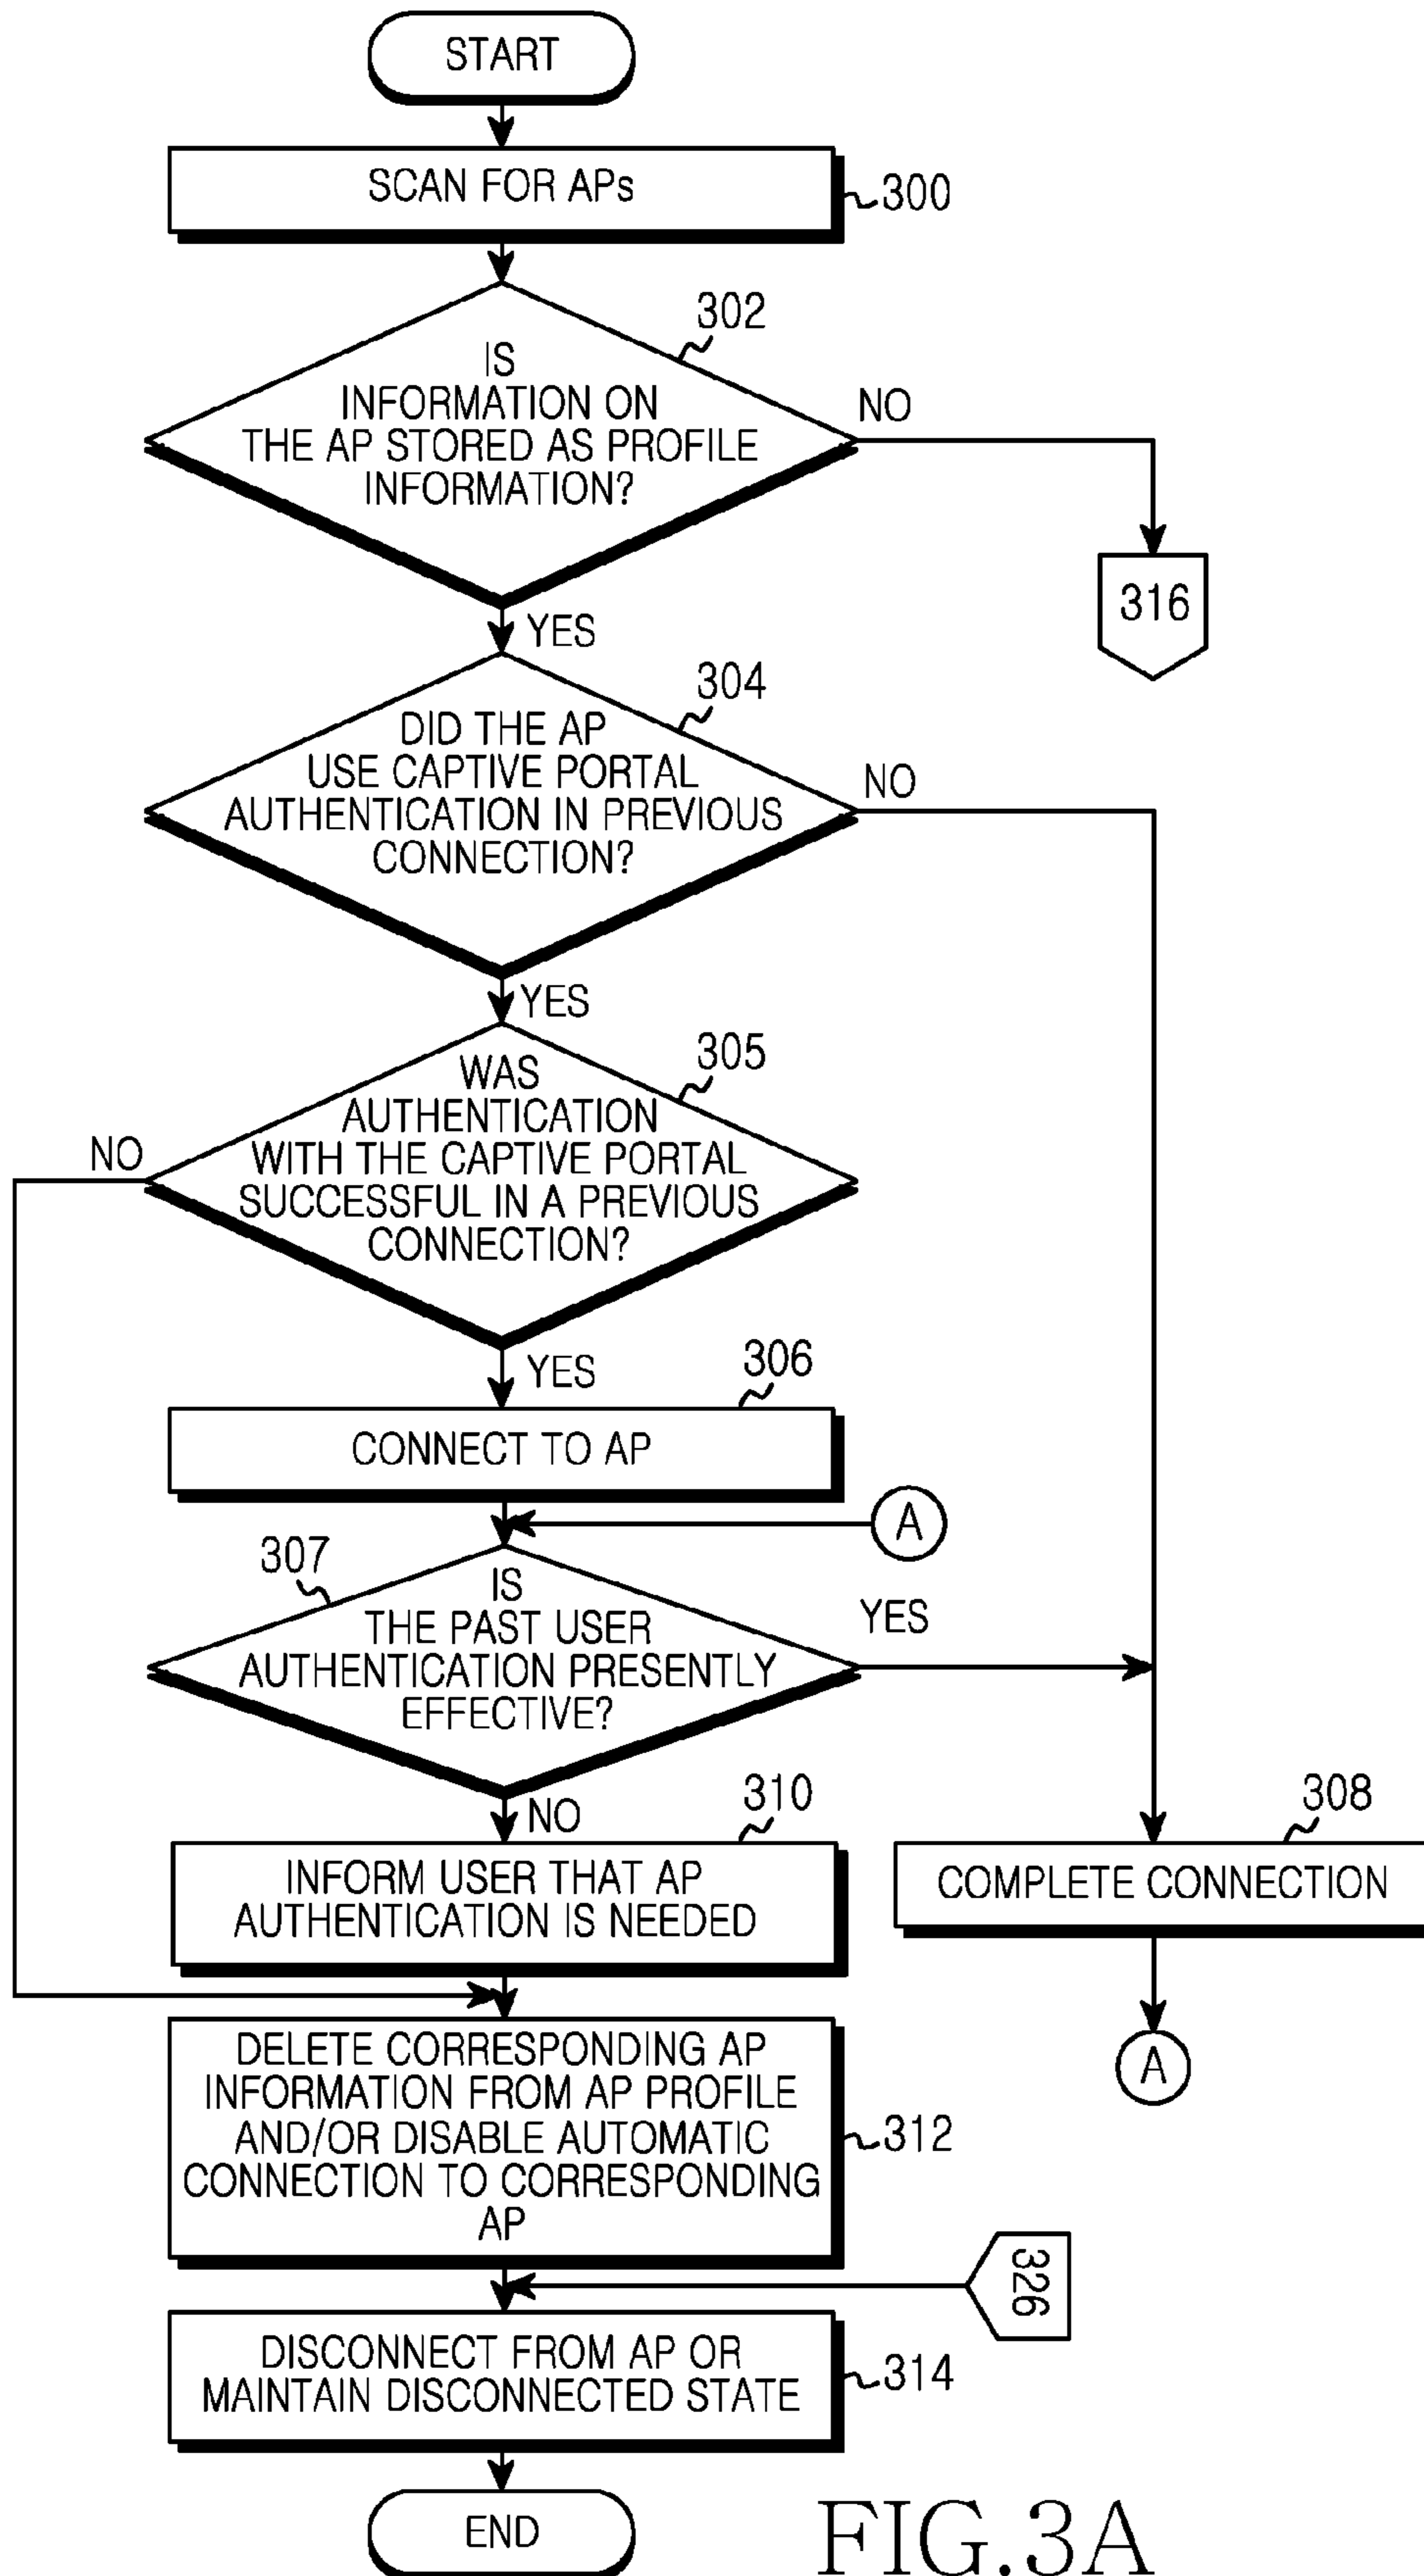 START
SCAN FOR APs
300
302
IS
INFORMATION ON
THE AP STORED AS PROFILE
INFORMATION?
NO
316
YES
304
DID THE AP
USE CAPTIVE PORTAL
AUTHENTICATION IN PREVIOUS
CONNECTION?
NO
YES
305
WAS
AUTHENTICATION
WITH THE CAPTIVE PORTAL
SUCCESSFUL IN A PREVIOUS
CONNECTION?
NO
YES
306
CONNECT TO AP
A
307
IS
THE PAST USER
AUTHENTICATION PRESENTLY
EFFECTIVE?
YES
NO
310
INFORM USER THAT AP
AUTHENTICATION IS NEEDED
308
COMPLETE CONNECTION
A
DELETE CORRESPONDING AP
INFORMATION FROM AP PROFILE
AND/OR DISABLE AUTOMATIC
CONNECTION TO CORRESPONDING
AP
312
326
DISCONNECT FROM AP OR
MAINTAIN DISCONNECTED STATE
314
END
FIG.3A